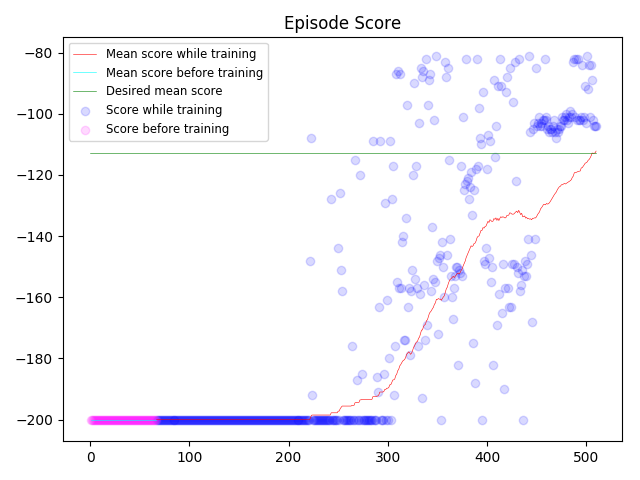 Episode Score
Mean score while training
Mean score before training
Desired mean score
Score while training
Score before training
−80
−100
−120
−140
−160
−180
−200
0
100
200
300
400
500